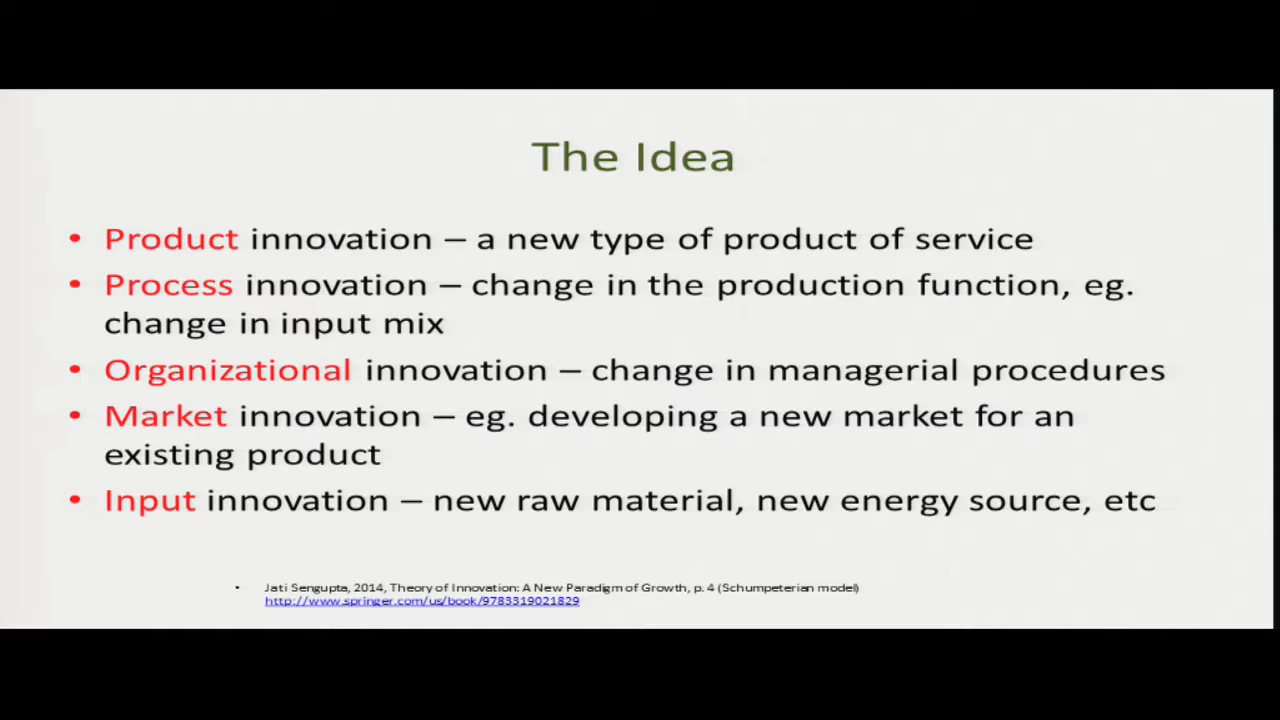 The Idea
• Product innovation – a new type of product of service
• Process innovation – change in the production function, eg.
change in input mix
• Organizational innovation – change in managerial procedures
• Market innovation – eg. developing a new market for an
existing product
• Input innovation – new raw material, new energy source, etc
• Jati Sengupta, 2014, Theory of Innovation: A New Paradigm of Growth, p. 4 (Schumpeterian model)
http://www.springer.com/us/book/9783319021829